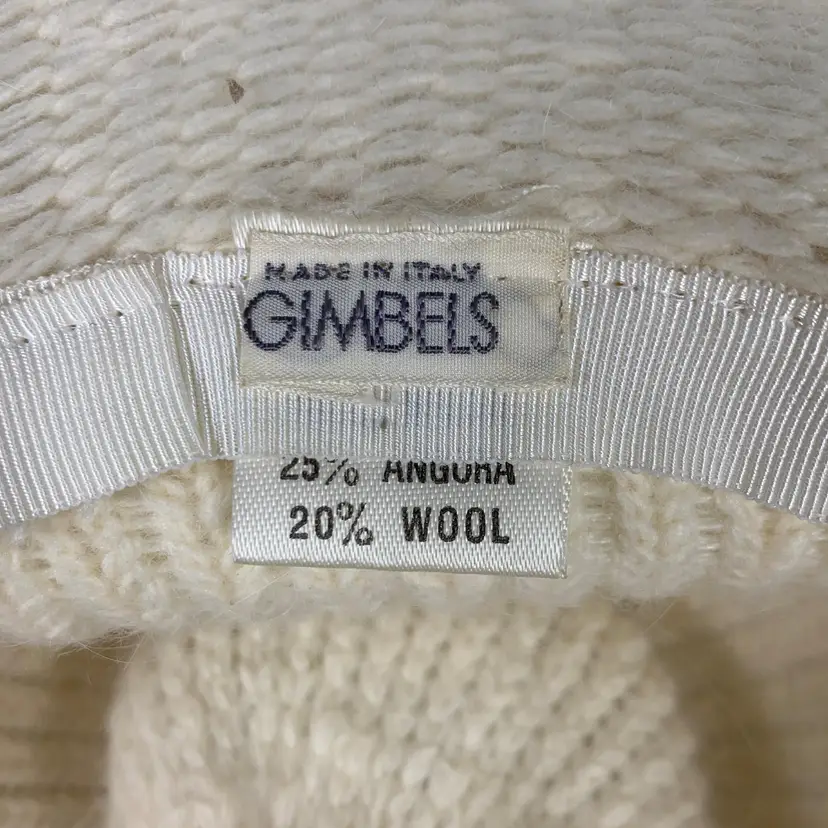 MADE IN ITALY
GIMBELS
25% ANGORA
20% WOOL